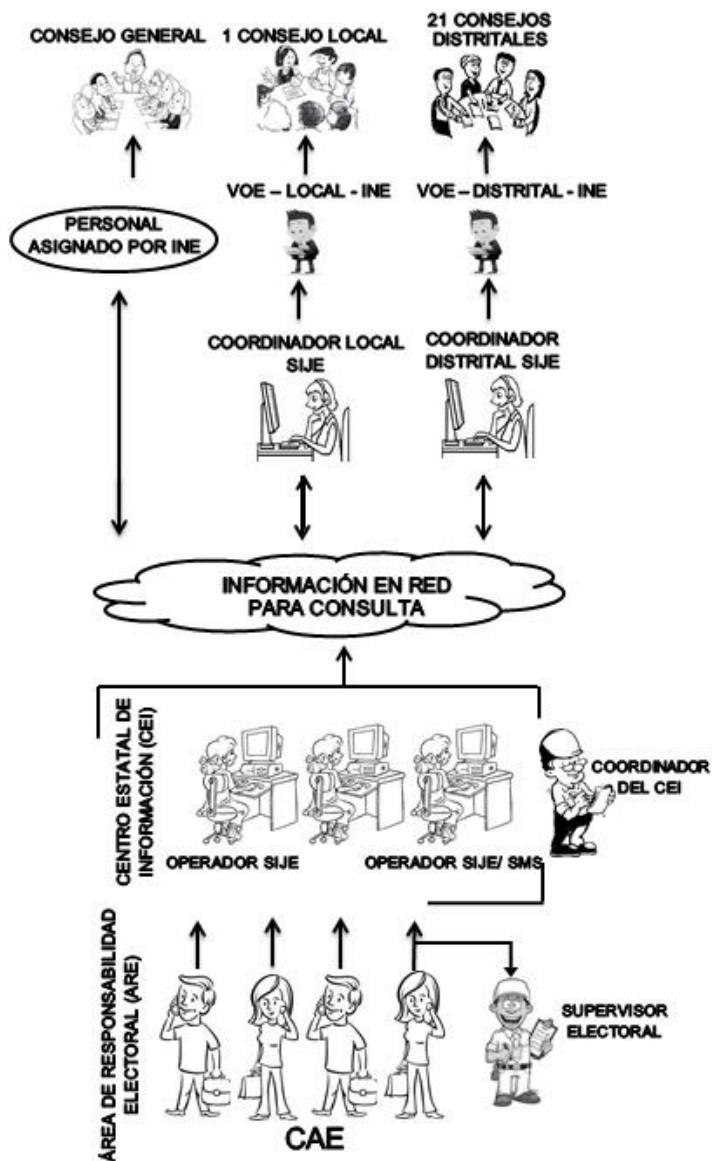 CONSEJO GENERAL
1 CONSEJO LOCAL
21 CONSEJOS
DISTRITALES
PERSONAL
ASIGNADO POR INE
VOE – LOCAL - INE
VOE – DISTRITAL - INE
COORDINADOR LOCAL
SIJE
COORDINADOR
DISTRITAL SIJE
INFORMACIÓN EN RED
PARA CONSULTA
CENTRO ESTATAL DE
INFORMACIÓN (CEI)
OPERADOR SIJE
OPERADOR SIJE/ SMS
COORDINADOR
DEL CEI
ÁREA DE RESPONSABILIDAD
ELECTORAL (ARE)
CAE
SUPERVISOR
ELECTORAL